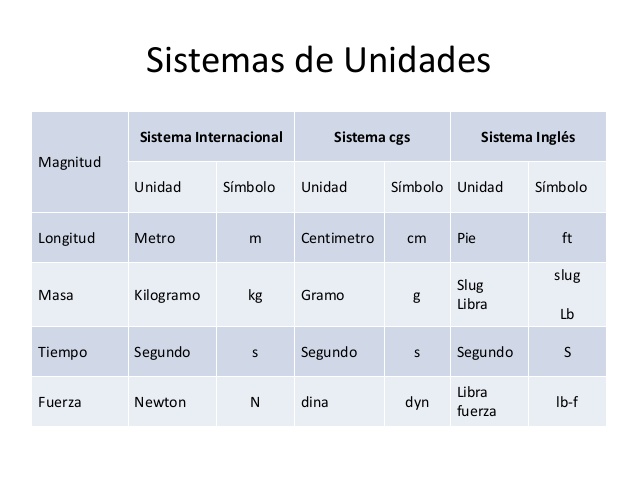 Sistemas de Unidades
Magnitud Sistema Internacional Sistema cgs Sistema Inglés
Unidad Símbolo Unidad Símbolo Unidad Símbolo
Longitud Metro m Centimetro cm Pie ft
Masa Kilogramo kg Gramo g Slug Libra slug Lb
Tiempo Segundo s Segundo s Segundo S
Fuerza Newton N dina dyn Libra fuerza lb-f